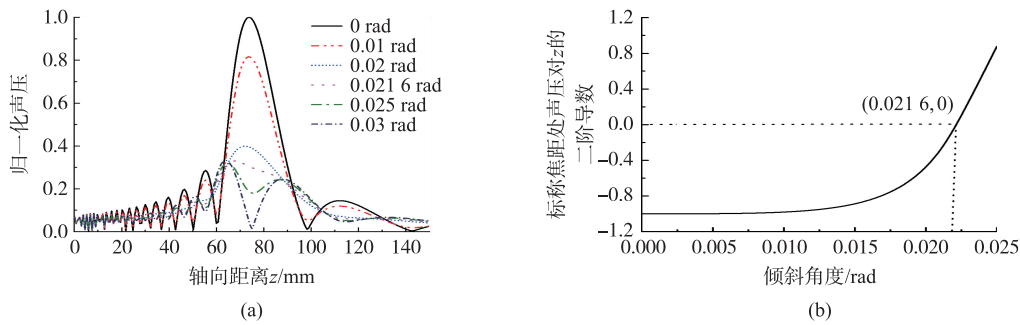 (a)
归一化声压
1.0
0.8
0.6
0.4
0.2
0.0
0 rad
0.01 rad
0.02 rad
0.021 6 rad
0.025 rad
0.03 rad
0 20 40 60 80 100 120 140
轴向距离z/mm
(a)
标称焦距处声压对z的
二阶导数
1.2
0.8
0.4
0.0
−0.4
−0.8
−1.2
(0.021 6, 0)
0.000 0.005 0.010 0.015 0.020 0.025
倾斜角度/rad
(b)